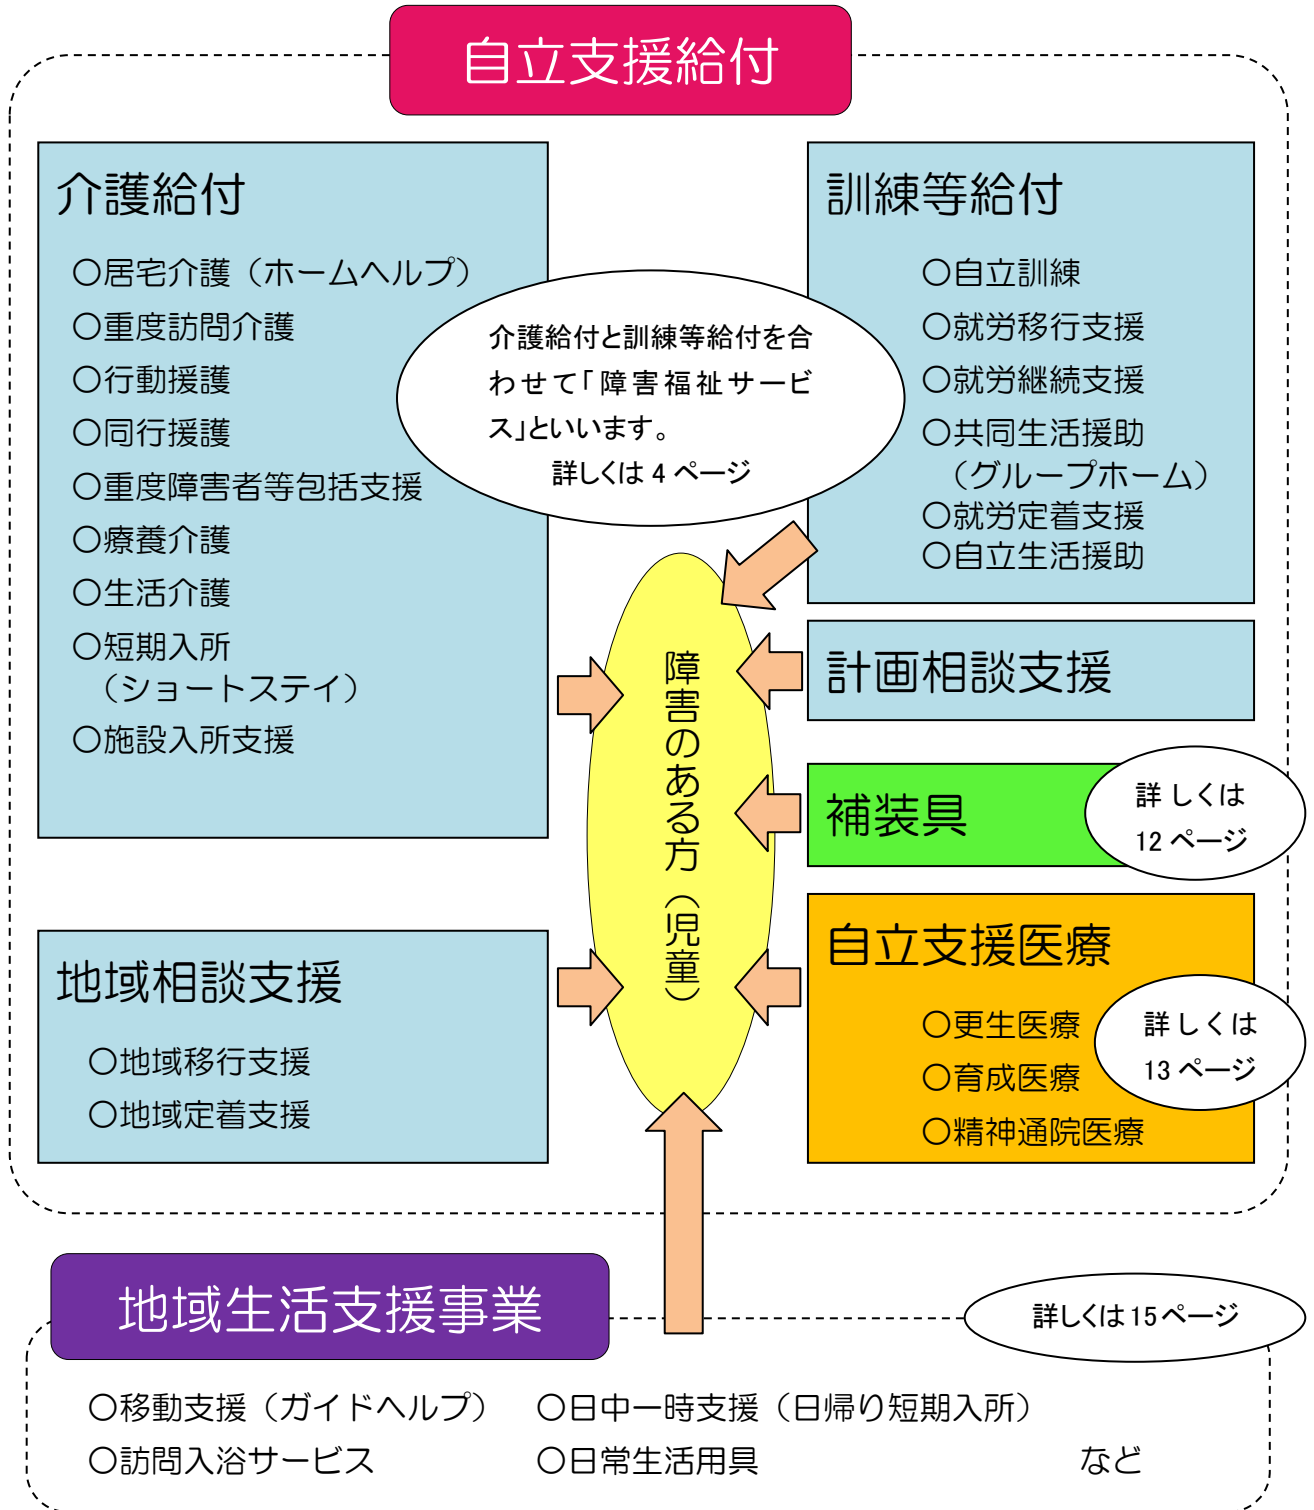 自立支援給付
介護給付
○居宅介護（ホームヘルプ）
○重度訪問介護
○行動援護
○同行援護
○重度障害者等包括支援
○療養介護
○生活介護
○短期入所
（ショートステイ）
○施設入所支援
介護給付と訓練等給付を合
わせて「障害福祉サービ
ス」といいます。
詳しくは 4 ページ
訓練等給付
○自立訓練
○就労移行支援
○就労継続支援
○共同生活援助
（グループホーム）
○就労定着支援
○自立生活援助
計画相談支援
補装具
詳しくは
12 ページ
自立支援医療
○更生医療
○育成医療
○精神通院医療
詳しくは
13 ページ
障害のある方（児童）
地域相談支援
○地域移行支援
○地域定着支援
地域生活支援事業
詳しくは 15 ページ
○移動支援（ガイドヘルプ） ○日中一時支援（日帰り短期入所）
○訪問入浴サービス ○日常生活用具 など